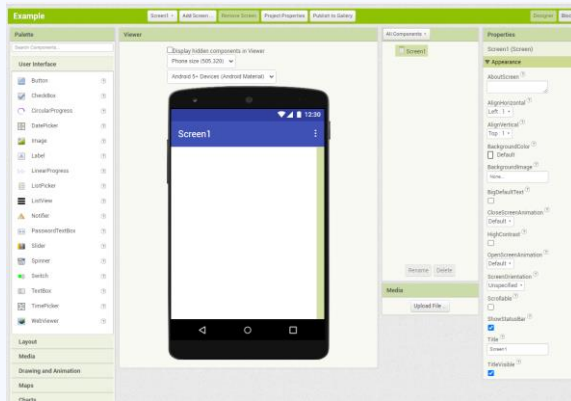 Example
Screen1
Add Screen ...
Remove Screen
Project Properties
Publish to Gallery
Designer
Palette
Search Components...
User Interface
Button
CheckBox
CircularProgress
DatePicker
Image
Label
LinearProgress
ListPicker
ListView
Notifier
PasswordTextBox
Slider
Spinner
Switch
TextBox
TimePicker
WebViewer
Layout
Media
Drawing and Animation
Maps
Charts
Viewer
Display hidden components in Viewer
Phone size (505,320)
Android 5+ Devices (Android Material)
12:30
Screen1
All Components
Screen1
Rename
Delete
Media
Upload File ...
Properties
Screen1 (Screen)
Appearance
AboutScreen
AlignHorizontal
Left : 1
AlignVertical
Top : 1
BackgroundColor
Default
BackgroundImage
None...
BigDefaultText
CloseScreenAnimation
Default
HighContrast
OpenScreenAnimation
Default
ScreenOrientation
Unspecified
Scrollable
ShowStatusBar
Title
Screen1
TitleVisible